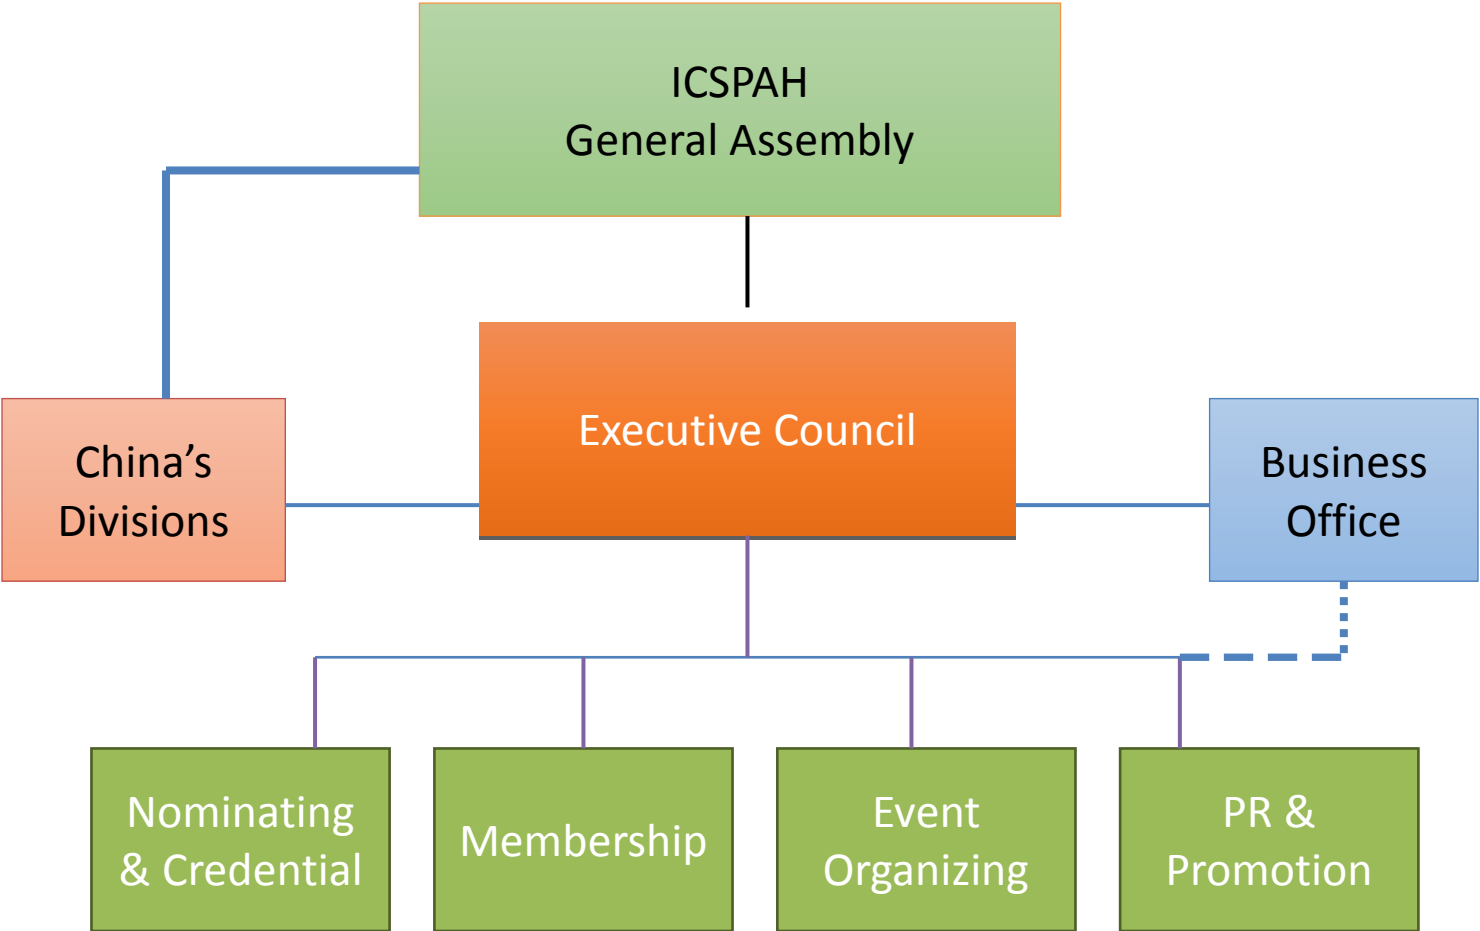 ICSPAH
General Assembly
Executive Council
China’s
Divisions
Business
Office
Nominating
& Credential
Membership
Event
Organizing
PR &
Promotion